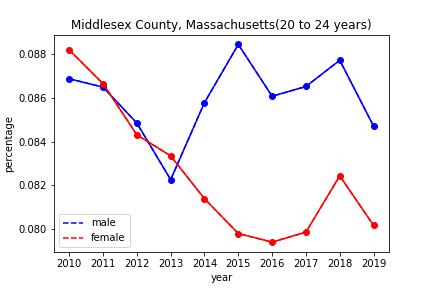 Middlesex County, Massachusetts(20 to 24 years)
percentage
0.088
0.086
0.084
0.082
0.080
male
female
2010 2011 2012 2013 2014 2015 2016 2017 2018 2019
year